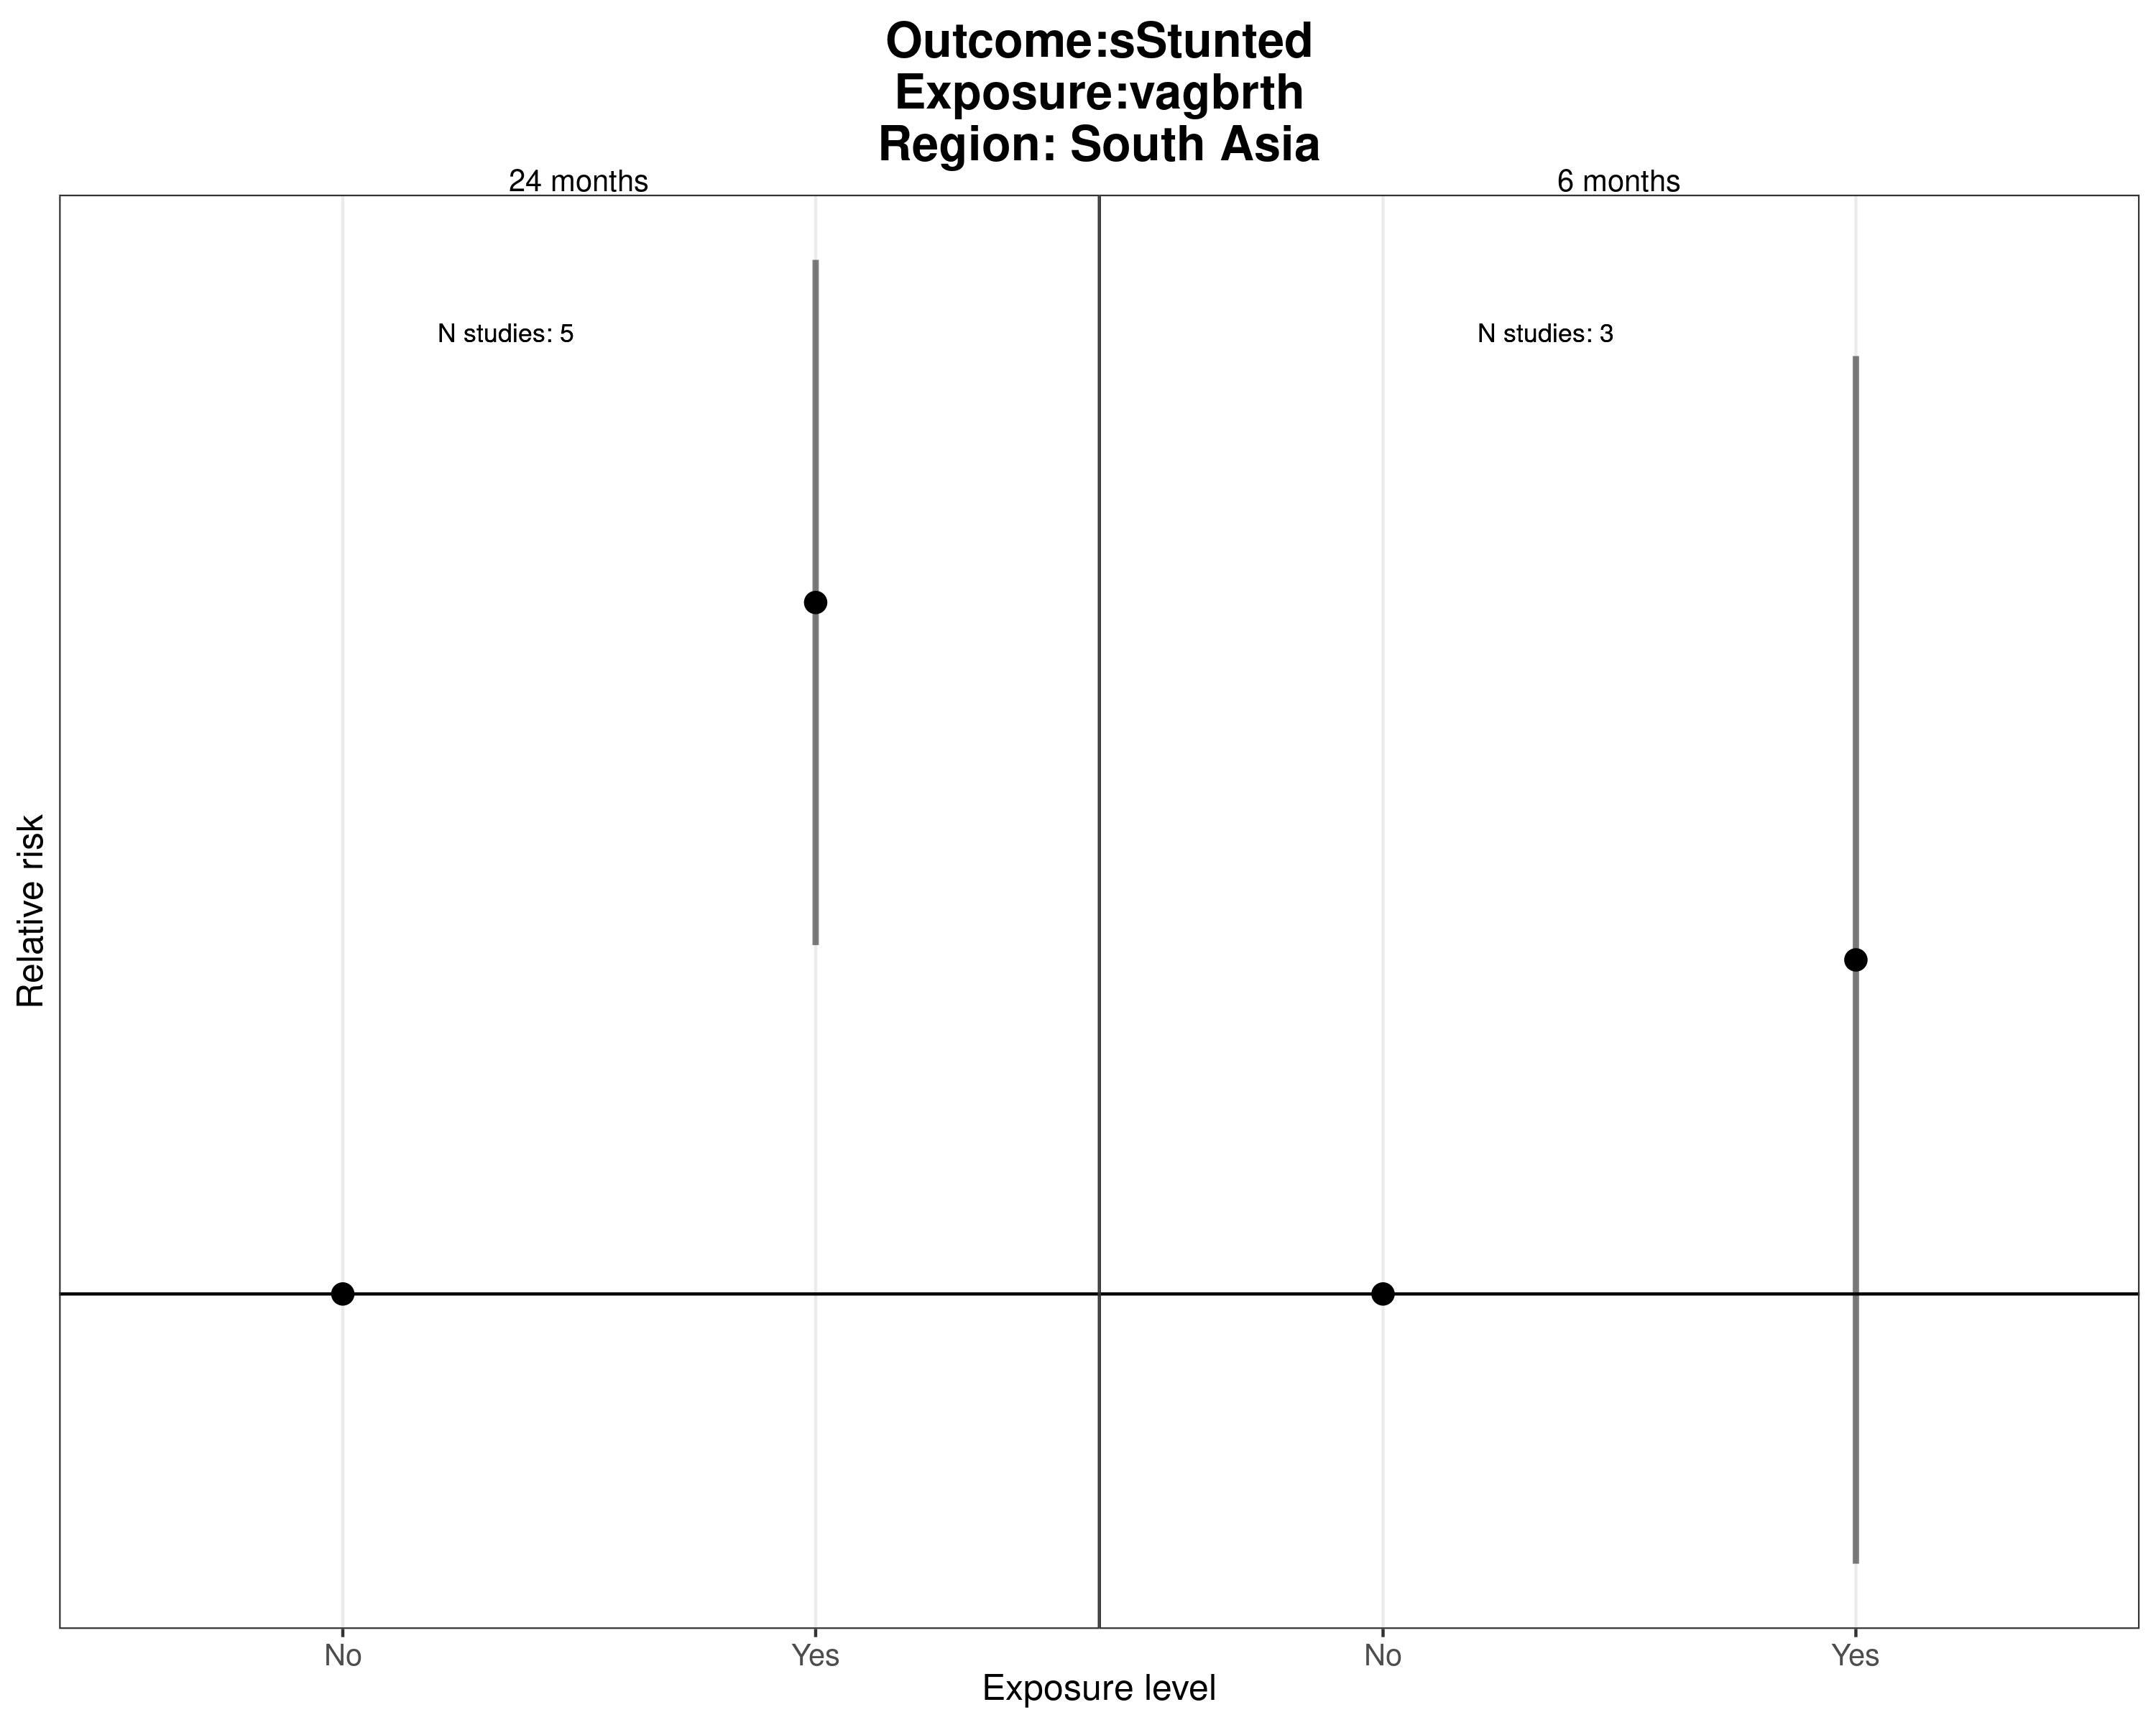 Outcome:sStunted
Exposure:vagbrth
Region: South Asia
24 months
6 months
N studies: 5
N studies: 3
Relative risk
No
Yes
No
Yes
Exposure level